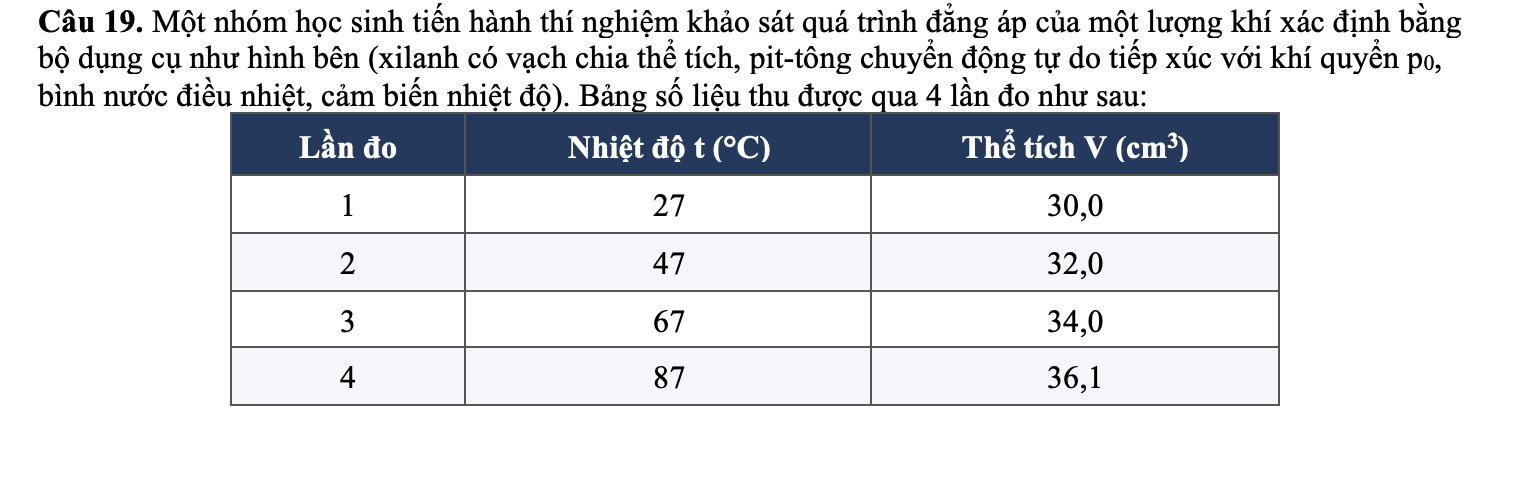 Câu 19. Một nhóm học sinh tiến hành thí nghiệm khảo sát quá trình đẳng áp của một lượng khí xác định bằng
bộ dụng cụ như hình bên (xilanh có vạch chia thể tích, pit-tông chuyển động tự do tiếp xúc với khí quyển p₀,
bình nước điều nhiệt, cảm biến nhiệt độ). Bảng số liệu thu được qua 4 lần đo như sau:
Lần đo Nhiệt độ t (°C) Thể tích V (cm³)
1 27 30,0
2 47 32,0
3 67 34,0
4 87 36,1